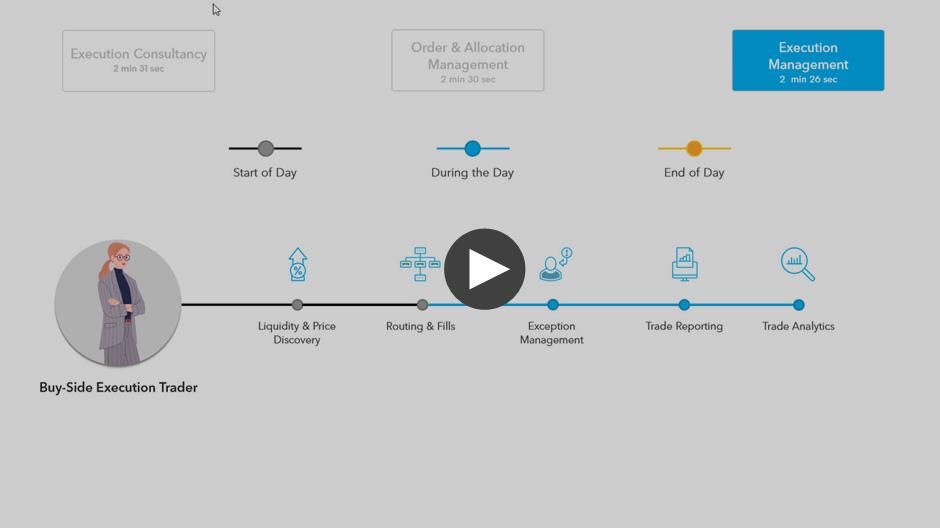 Execution Consultancy
2 min 31 sec
Order & Allocation
Management
2 min 30 sec
Execution
Management
2 min 26 sec
Start of Day
During the Day
End of Day
Liquidity & Price
Discovery
Routing & Fills
Exception
Management
Trade Reporting
Trade Analytics
Buy-Side Execution Trader